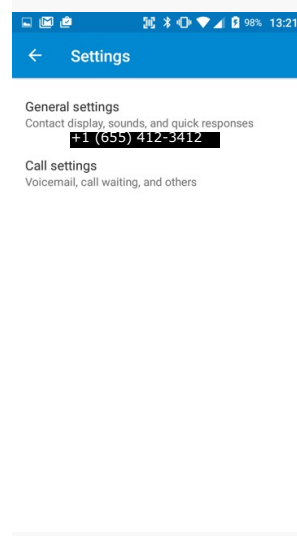 98% 13:21
Settings
General settings
Contact display, sounds, and quick responses
+1 (655) 412-3412
Call settings
Voicemail, call waiting, and others